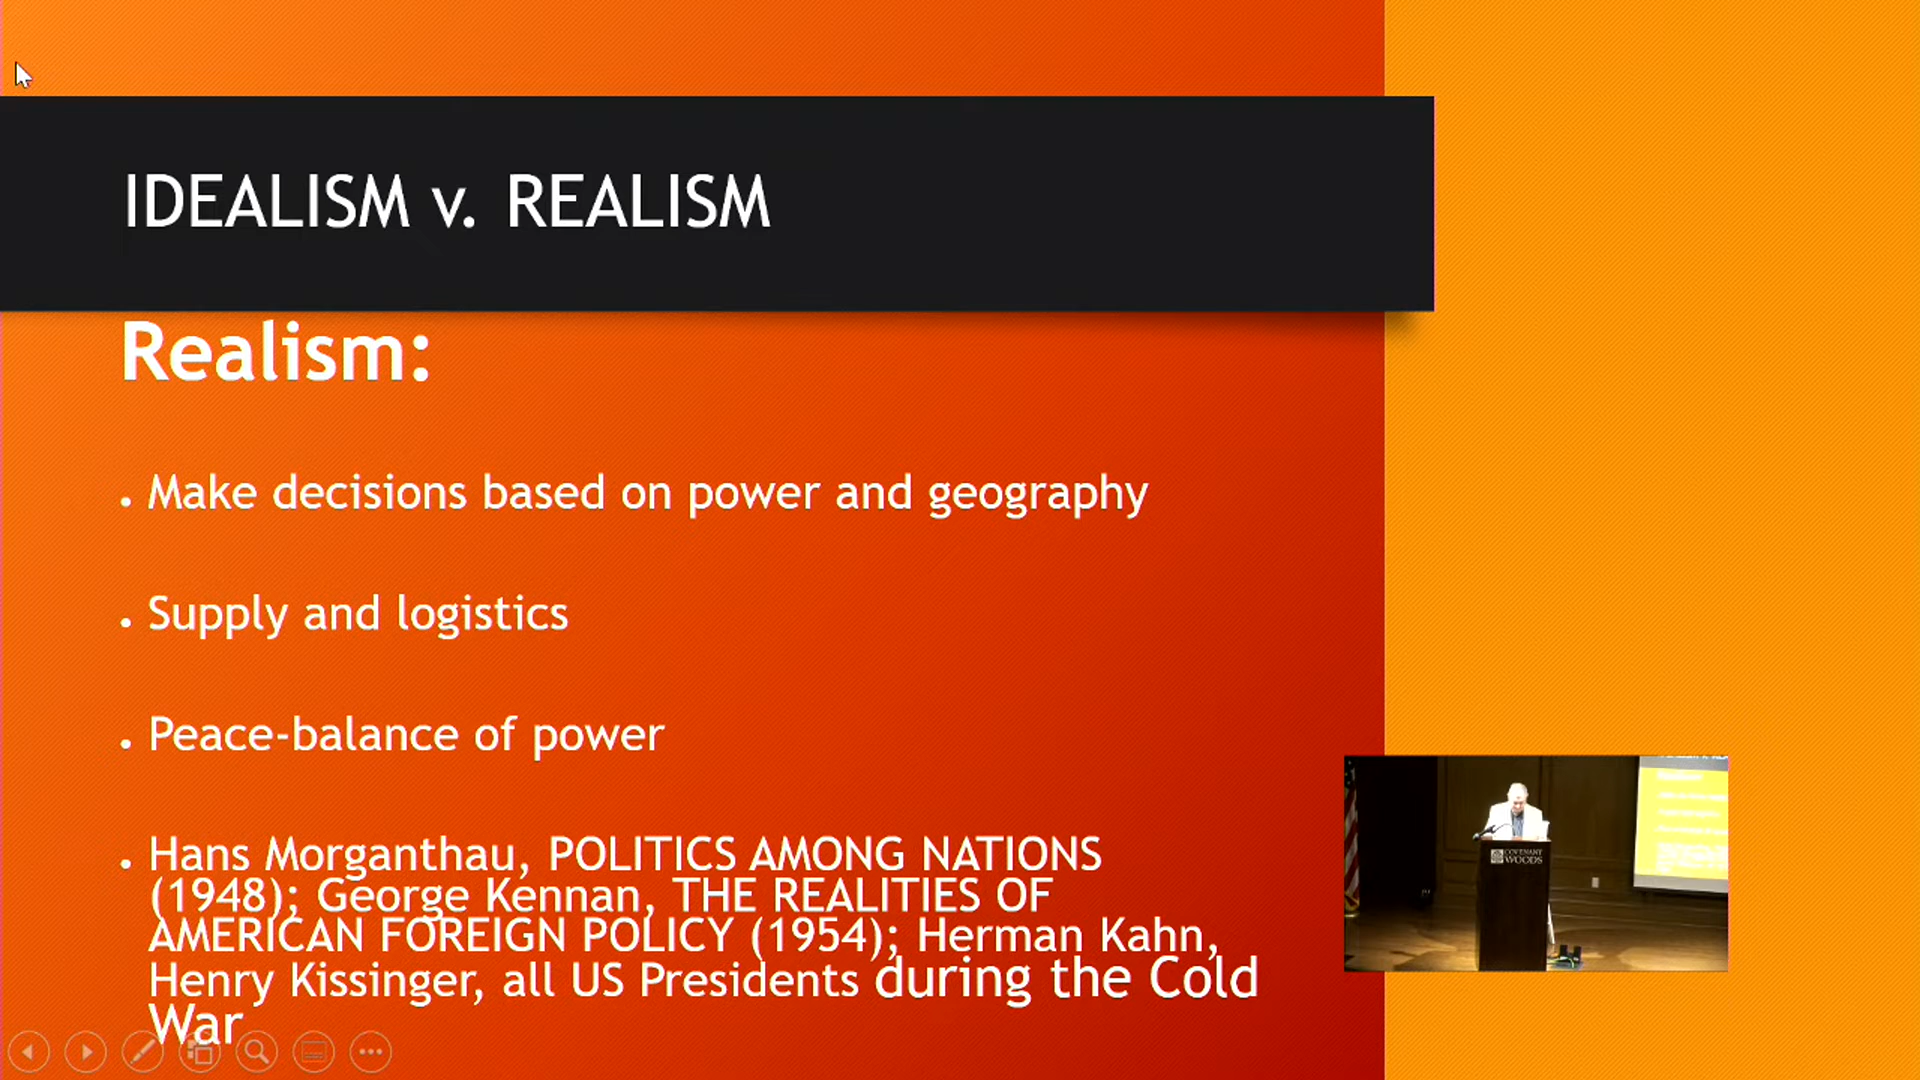 IDEALISM v. REALISM
Realism:
• Make decisions based on power and geography
• Supply and logistics
• Peace-balance of power
• Hans Morganthau, POLITICS AMONG NATIONS
(1948); George Kennan, THE REALITIES OF
AMERICAN FOREIGN POLICY (1954); Herman Kahn,
Henry Kissinger, all US Presidents during the Cold
War
COVENANT
WOODS